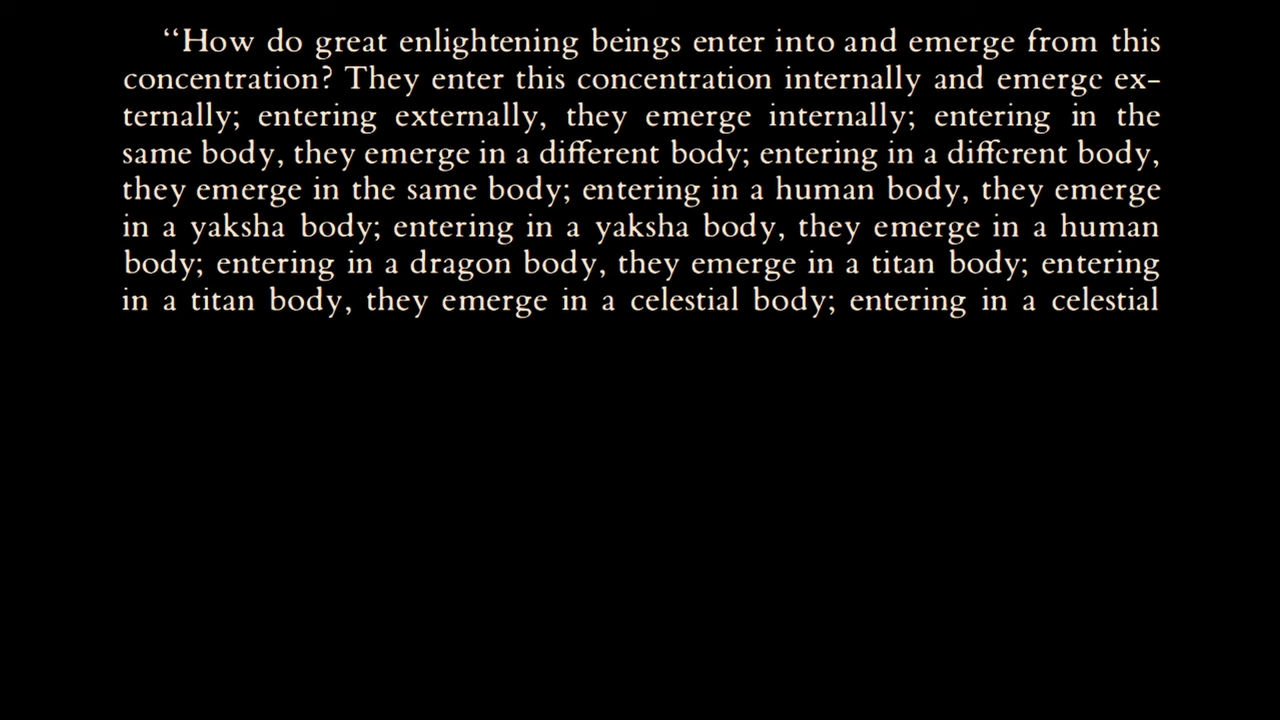 “How do great enlightening beings enter into and emerge from this
concentration? They enter this concentration internally and emerge ex-
ternally; entering externally, they emerge internally; entering in the
same body, they emerge in a different body; entering in a different body,
they emerge in the same body; entering in a human body, they emerge
in a yaksha body; entering in a yaksha body, they emerge in a human
body; entering in a dragon body, they emerge in a titan body; entering
in a titan body, they emerge in a celestial body; entering in a celestial